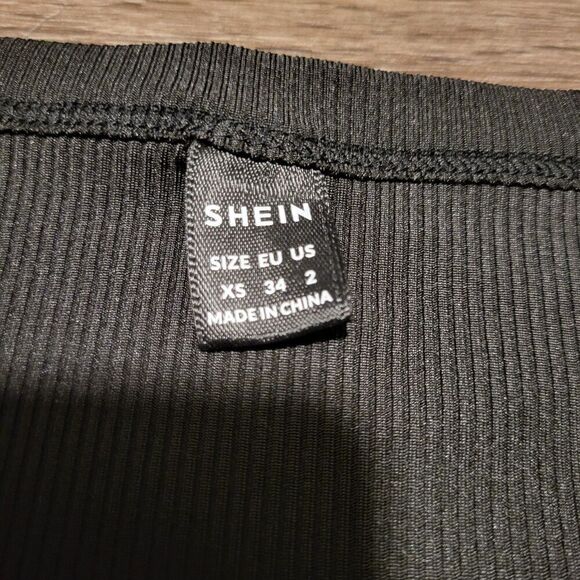 SHEIN
SIZE EU US
XS 34 2
MADE IN CHINA